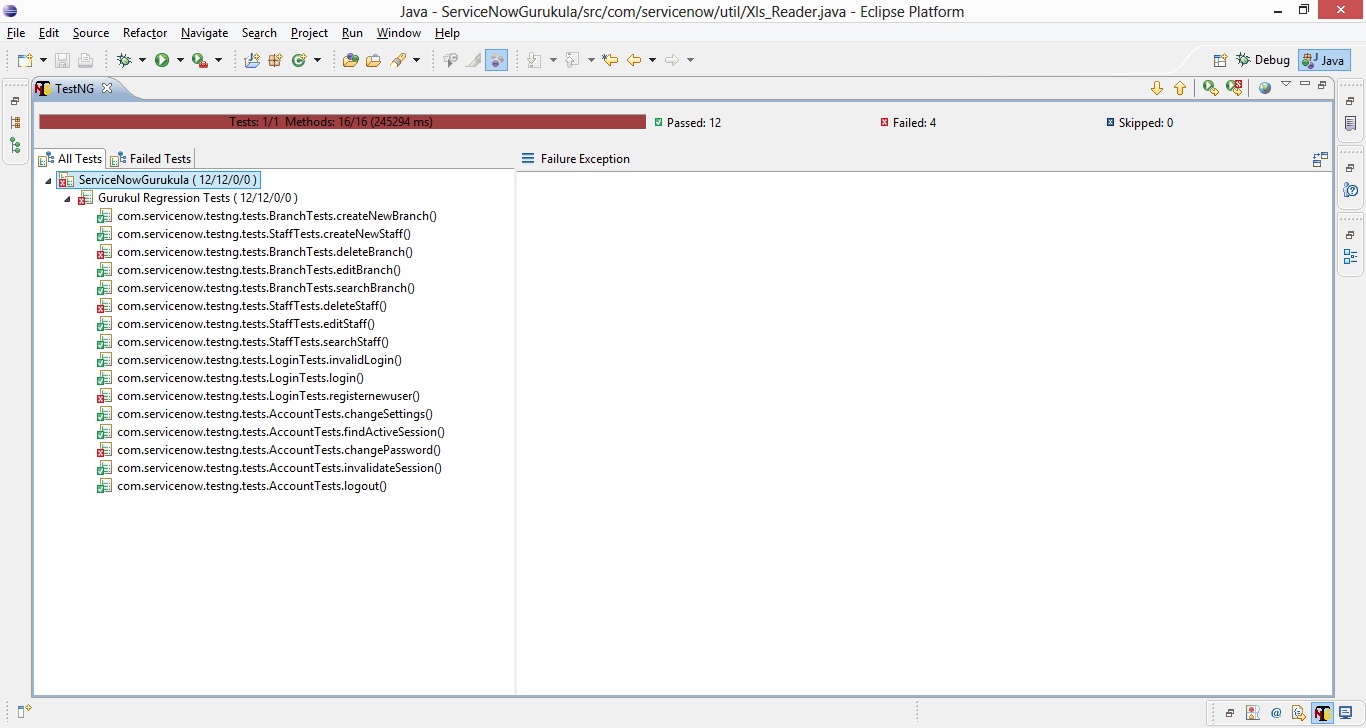 Java - ServiceNowGurukula/src/com/servicenow/util/Xls_Reader.java - Eclipse Platform
File Edit Source Refactor Navigate Search Project Run Window Help
Debug Java
TestNG
Tests: 1/1 Methods: 16/16 (245294 ms) Passed: 12 Failed: 4 Skipped: 0
All Tests Failed Tests Failure Exception
ServiceNowGurukula ( 12/12/0/0 )
Gurukul Regression Tests ( 12/12/0/0 )
com.servicenow.testng.tests.BranchTests.createNewBranch()
com.servicenow.testng.tests.StaffTests.createNewStaff()
com.servicenow.testng.tests.BranchTests.deleteBranch()
com.servicenow.testng.tests.BranchTests.editBranch()
com.servicenow.testng.tests.BranchTests.searchBranch()
com.servicenow.testng.tests.StaffTests.deleteStaff()
com.servicenow.testng.tests.StaffTests.editStaff()
com.servicenow.testng.tests.StaffTests.searchStaff()
com.servicenow.testng.tests.LoginTests.invalidLogin()
com.servicenow.testng.tests.LoginTests.login()
com.servicenow.testng.tests.LoginTests.registernewuser()
com.servicenow.testng.tests.AccountTests.changeSettings()
com.servicenow.testng.tests.AccountTests.findActiveSession()
com.servicenow.testng.tests.AccountTests.changePassword()
com.servicenow.testng.tests.AccountTests.invalidateSession()
com.servicenow.testng.tests.AccountTests.logout()